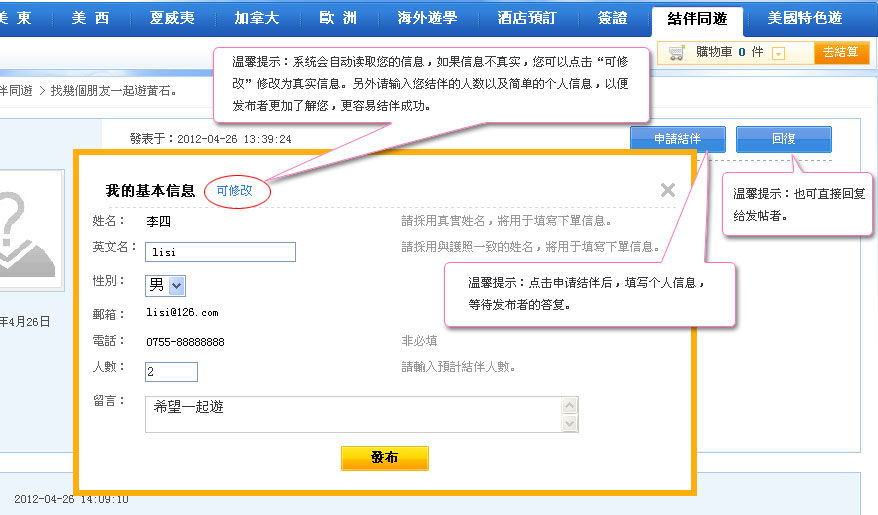 美 東 美 西 夏威夷 加拿大 歐 洲 海外遊學 酒店預訂 簽證 結伴同遊 美國特色遊
購物車 0 件 去結算
伴同遊 > 找幾個朋友一起遊黃石。
温馨提示：系统会自动读取您的信息，如果信息不真实，您可以点击“可修
改”修改为真实信息。另外请输入您结伴的人数以及简单的个人信息，以便
发布者更加了解您，更容易结伴成功。
發表于：2012-04-26 13:39:24
申請結伴 回復
温馨提示：也可直接回复
给发帖者。
我的基本信息 可修改
姓名： 李四 請採用真實姓名，將用于填寫下單信息。
英文名： lisi 請採用與護照一致的姓名，將用于填寫下單信息。
性別： 男
温馨提示：点击申请结伴后，填写个人信息，
等待发布者的答复。
郵箱： lisi@126.com
年4月26日
電話： 0755-88888888 非必填
人數： 2 請輸入預計結伴人數。
留言： 希望一起遊
發布
2012-04-26 14:09:10